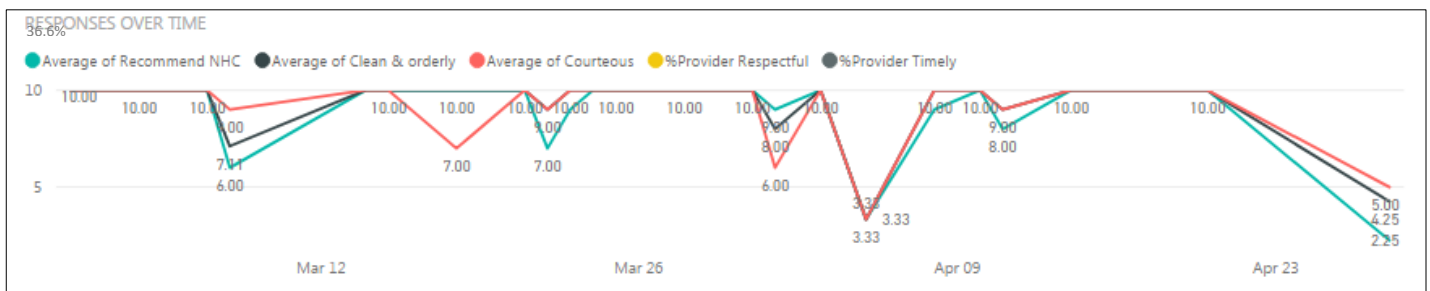 RESPONSES OVER TIME
36.6%
Average of Recommend NHC Average of Clean & orderly Average of Courteous %Provider Respectful %Provider Timely
10
10.00 10.00 10.00 10.00 10.00 10.00 10.00 10.00 10.00 10.00 10.00 10.00 10.00 10.00 10.00
9.00 9.00
7.11 8.00 8.00
6.00 7.00 7.00 6.00
5
3.33 3.33
3.33
5.00
4.25
2.25
Mar 12 Mar 26 Apr 09 Apr 23